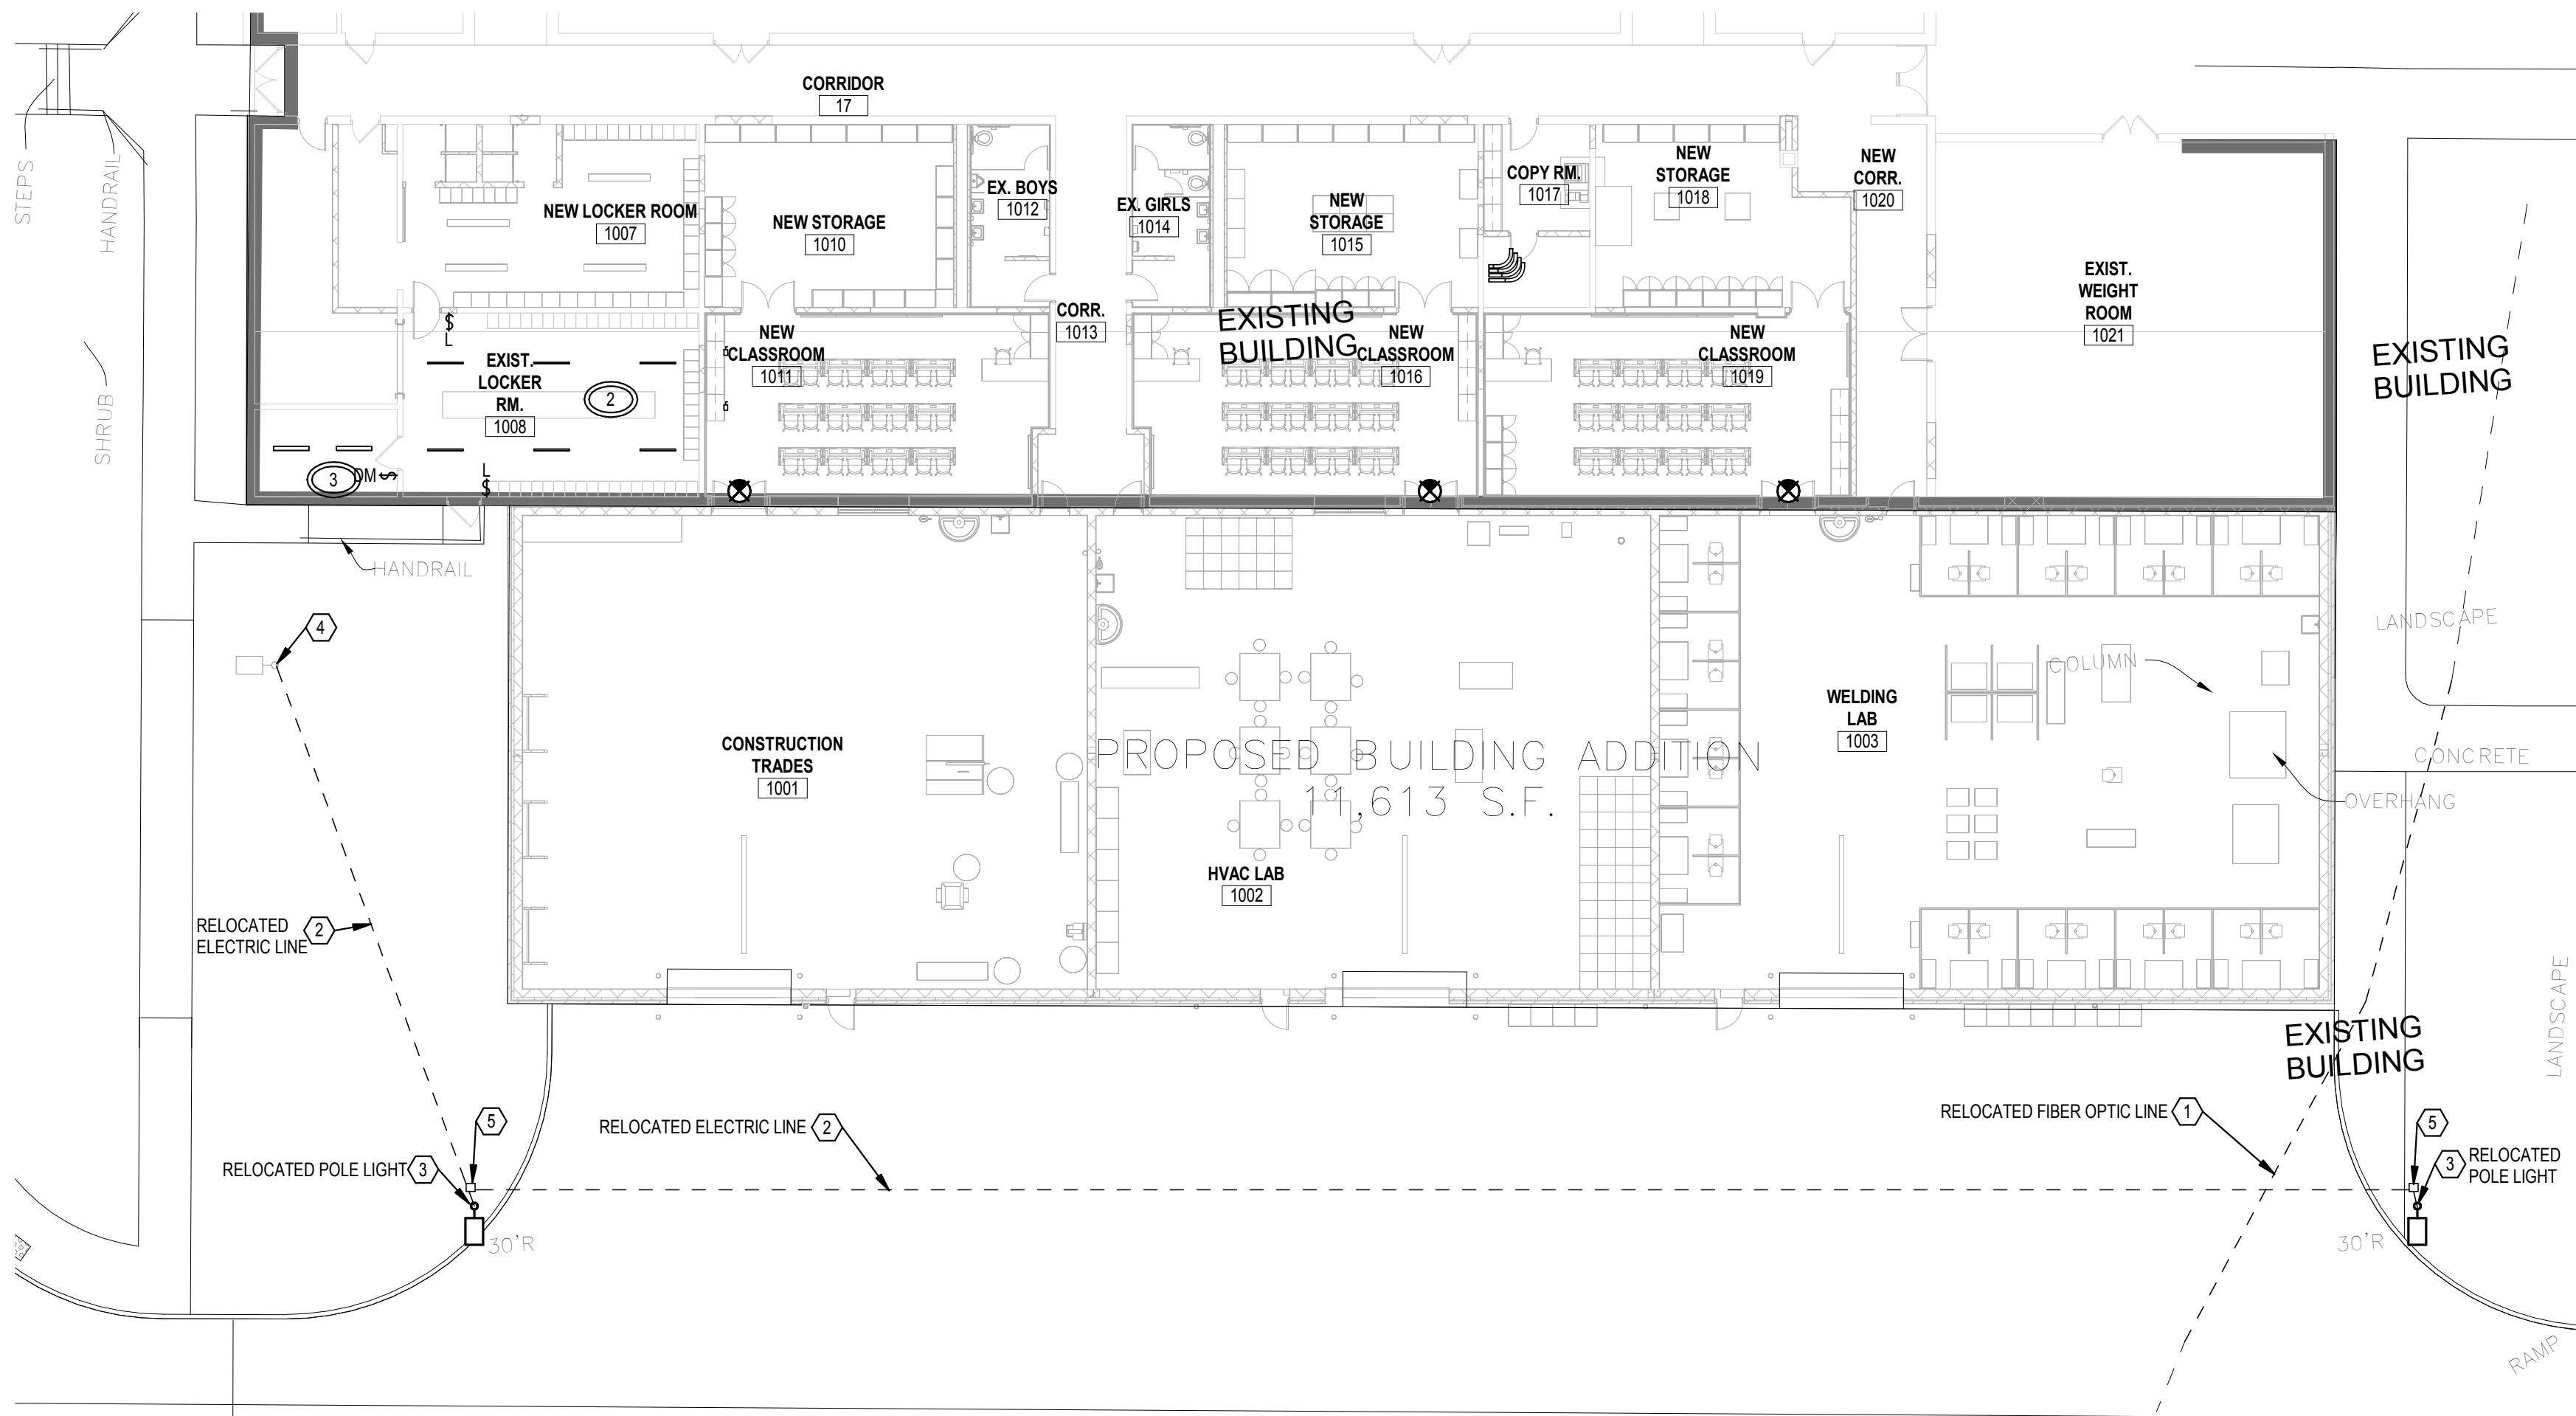 CORRIDOR
17
STEPS
HANDRAIL
NEW LOCKER ROOM
1007
NEW STORAGE
1010
EX. BOYS
1012
EX. GIRLS
1014
NEW
STORAGE
1015
COPY RM.
1017
NEW
STORAGE
1018
NEW
CORR.
1020
EXIST.
WEIGHT
ROOM
1021
SHRUB
$
L
EXIST.
LOCKER
RM.
1008
2
3
DM $
L
$
NEW
CLASSROOM
1011
CORR.
1013
EXISTING
BUILDING
NEW
CLASSROOM
1016
NEW
CLASSROOM
1019
EXISTING
BUILDING
HANDRAIL
4
LANDSCAPE
COLUMN
WELDING
LAB
1003
CONSTRUCTION
TRADES
1001
PROPOSED BUILDING ADDITION
11,613 S.F.
CONCRETE
OVERHANG
HVAC LAB
1002
RELOCATED
ELECTRIC LINE
2
LANDSCAPE
EXISTING
BUILDING
5
RELOCATED ELECTRIC LINE 2
RELOCATED FIBER OPTIC LINE 1
5
RELOCATED POLE LIGHT 3
3 RELOCATED
POLE LIGHT
30'R
30'R
RAMP